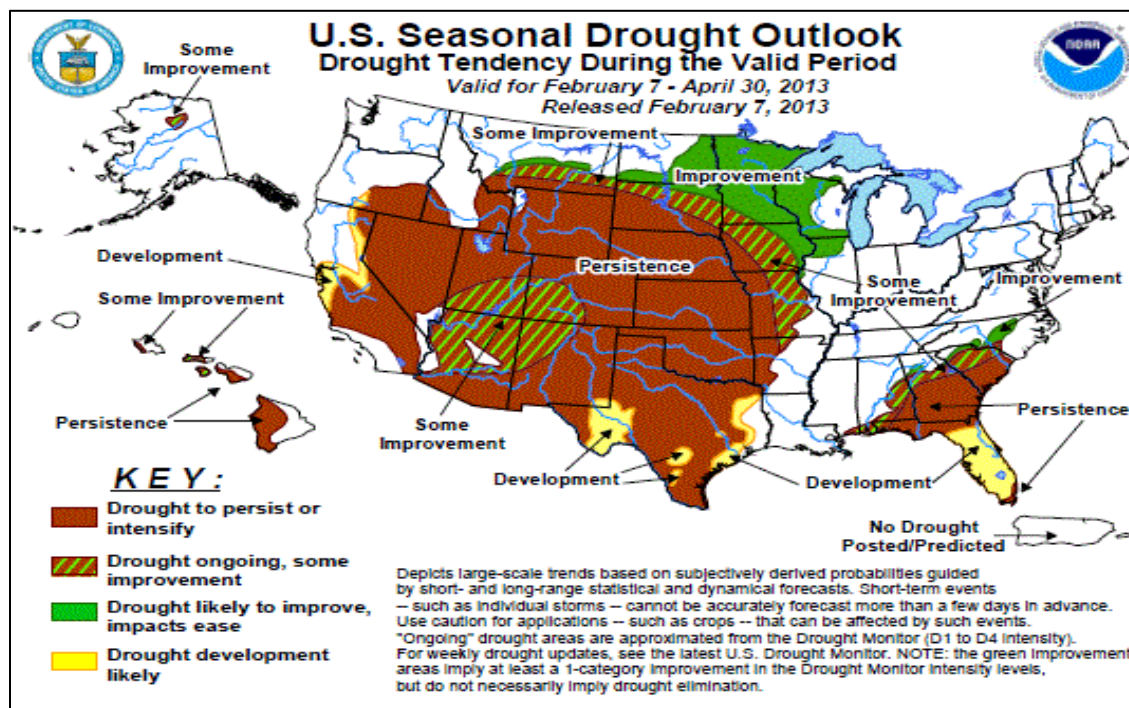 U.S. Seasonal Drought Outlook
Drought Tendency During the Valid Period
Valid for February 7 - April 30, 2013
Released February 7, 2013
NOAA
Some
Improvement
Some Improvement
Improvement
Development
Persistence
Some Improvement
Some
Improvement
Improvement
Persistence
Persistence
Some
Improvement
Development
Development
No Drought
Posted/Predicted
KEY:
Drought to persist or
intensify
Drought ongoing, some
improvement
Drought likely to improve,
impacts ease
Drought development
likely
Depicts large-scale trends based on subjectively derived probabilities guided
by short- and long-range statistical and dynamical forecasts. Short-term events
-- such as individual storms -- cannot be accurately forecast more than a few days in advance.
Use caution for applications -- such as crops -- that can be affected by such events.
"Ongoing" drought areas are approximated from the Drought Monitor (D1 to D4 intensity).
For weekly drought updates, see the latest U.S. Drought Monitor. NOTE: the green improvement
areas imply at least a 1-category improvement in the Drought Monitor intensity levels,
but do not necessarily imply drought elimination.